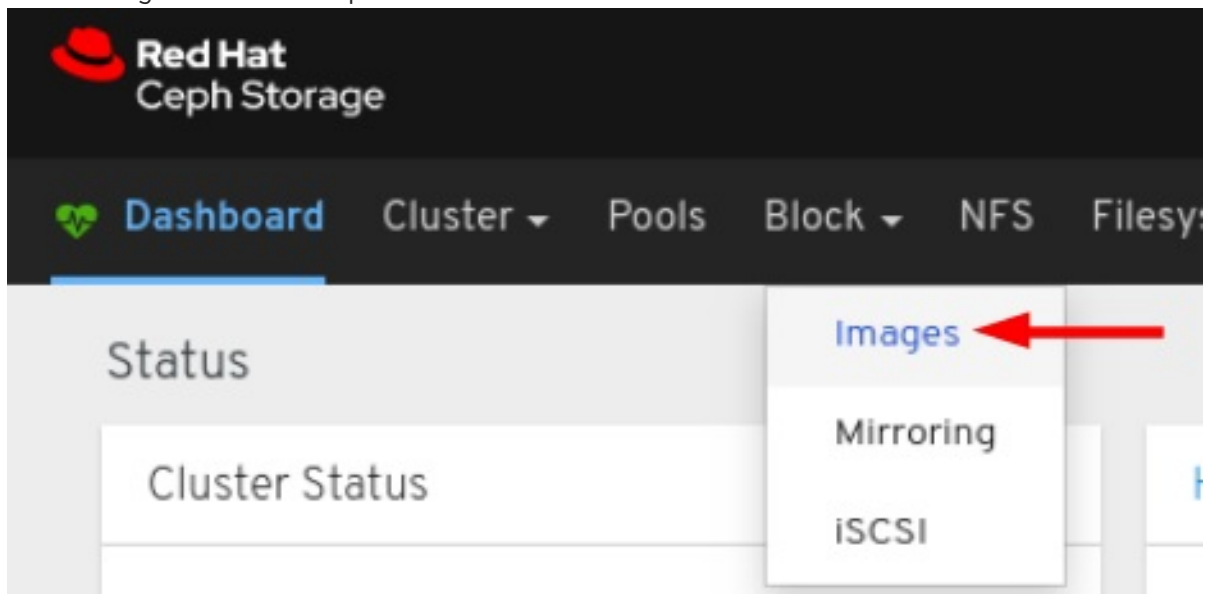 Red Hat
Ceph Storage
Dashboard Cluster Pools Block NFS
Images
Status
Mirroring
Cluster Status
iSCSI